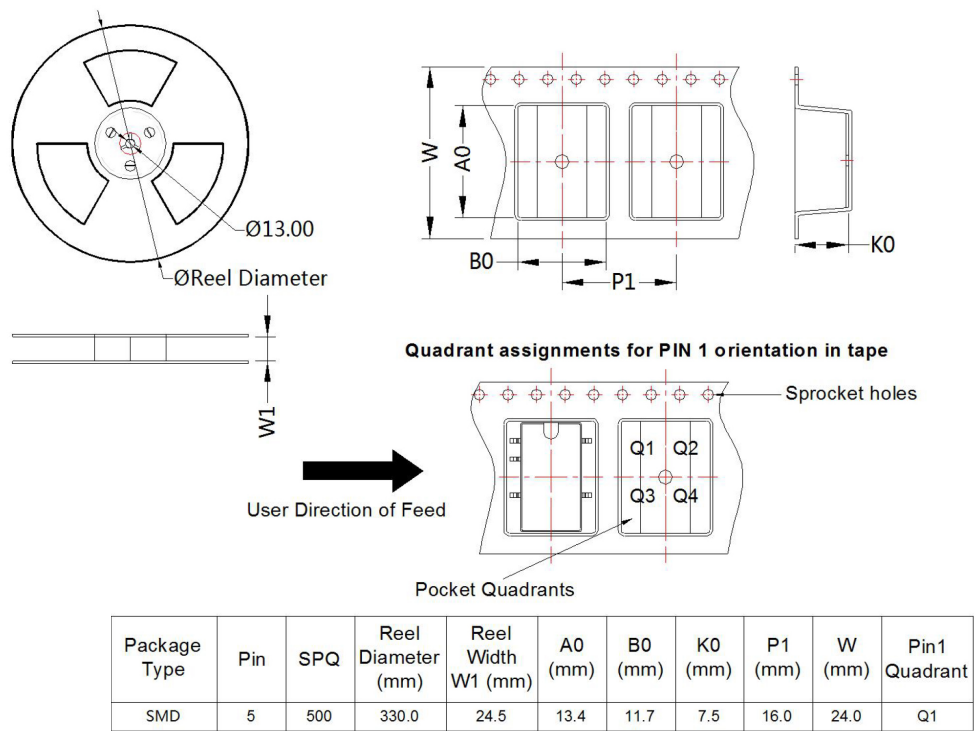 W
A0
Ø13.00
B0
K0
P1
ØReel Diameter
Quadrant assignments for PIN 1 orientation in tape
Sprocket holes
W1
Q1 Q2
Q3 Q4
User Direction of Feed
Pocket Quadrants
Package Type Pin SPQ Reel Diameter (mm) Reel Width W1 (mm) A0 (mm) B0 (mm) K0 (mm) P1 (mm) W (mm) Pin1 Quadrant
SMD 5 500 330.0 24.5 13.4 11.7 7.5 16.0 24.0 Q1